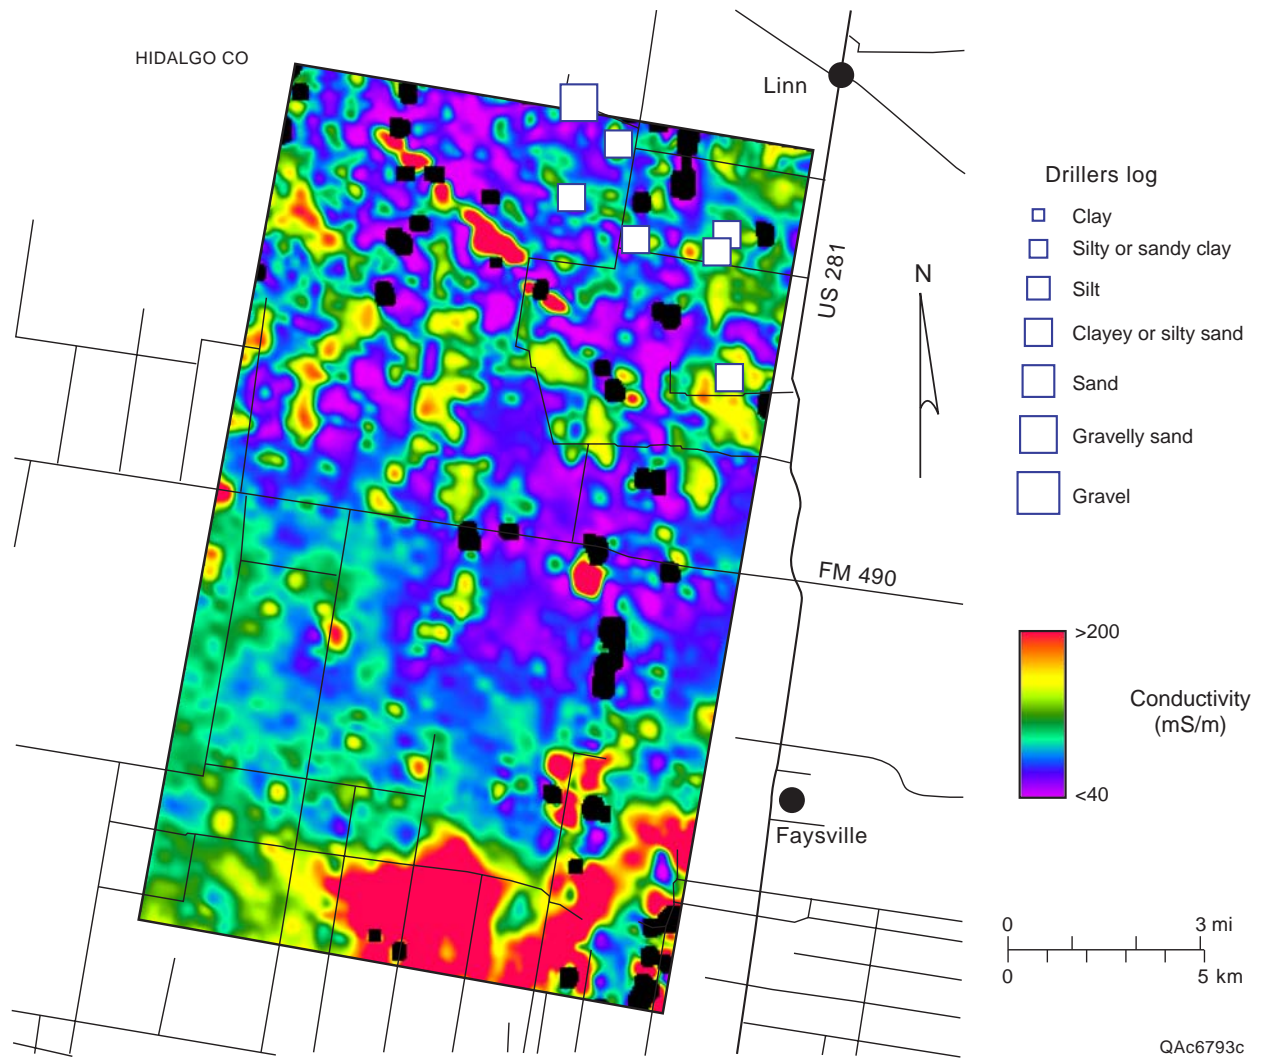 HIDALGO CO
Linn
Drillers log
Clay
Silty or sandy clay
Silt
Clayey or silty sand
Sand
Gravelly sand
Gravel
US 281
N
FM 490
>200
Conductivity
(mS/m)
<40
Faysville
0 3 mi
0 5 km
QAc6793c